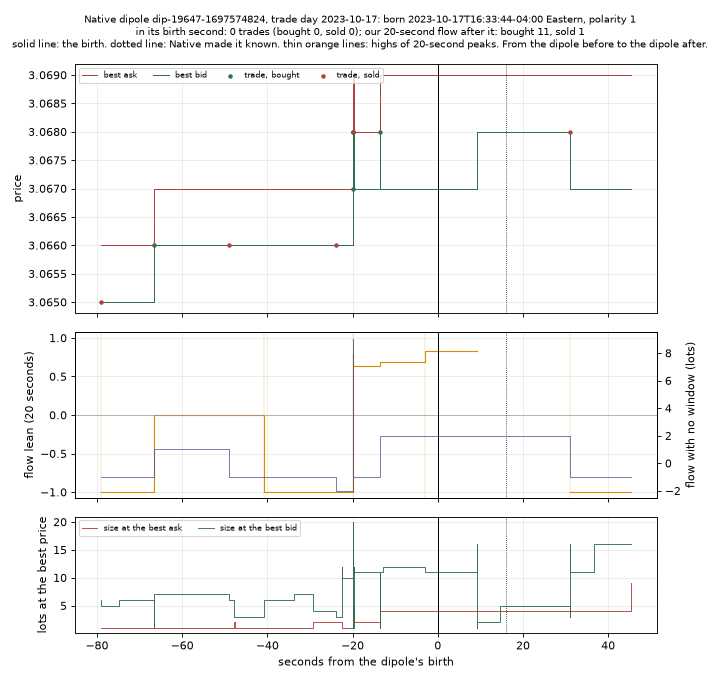 Native dipole dip-19647-1697574824, trade day 2023-10-17: born 2023-10-17T16:33:44-04:00 Eastern, polarity 1
in its birth second: 0 trades (bought 0, sold 0); our 20-second flow after it: bought 11, sold 1
solid line: the birth. dotted line: Native made it known. thin orange lines: highs of 20-second peaks. From the dipole before to the dipole after.
best ask best bid trade, bought trade, sold
3.0690
3.0685
3.0680
3.0675
3.0670
3.0665
3.0660
3.0655
3.0650
price
1.0
0.5
0.0
−0.5
−1.0
flow lean (20 seconds)
8
6
4
2
0
−2
flow with no window (lots)
size at the best ask size at the best bid
20
15
10
5
lots at the best price
−80 −60 −40 −20 0 20 40
seconds from the dipole's birth